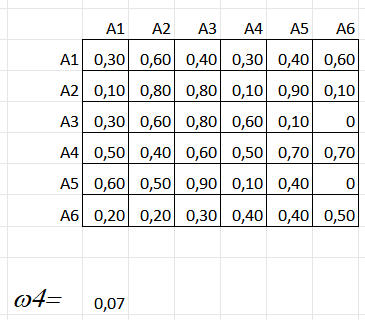 A1 A2 A3 A4 A5 A6
A1 0,30 0,60 0,40 0,30 0,40 0,60
A2 0,10 0,80 0,80 0,10 0,90 0,10
A3 0,30 0,60 0,80 0,60 0,10 0
A4 0,50 0,40 0,60 0,50 0,70 0,70
A5 0,60 0,50 0,90 0,10 0,40 0
A6 0,20 0,20 0,30 0,40 0,40 0,50
ω4= 0,07